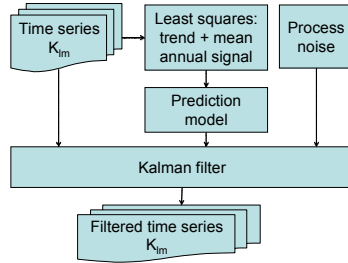 Time series
Klm
Least squares:
trend + mean
annual signal
Process
noise
Prediction
model
Kalman filter
Filtered time series
Klm